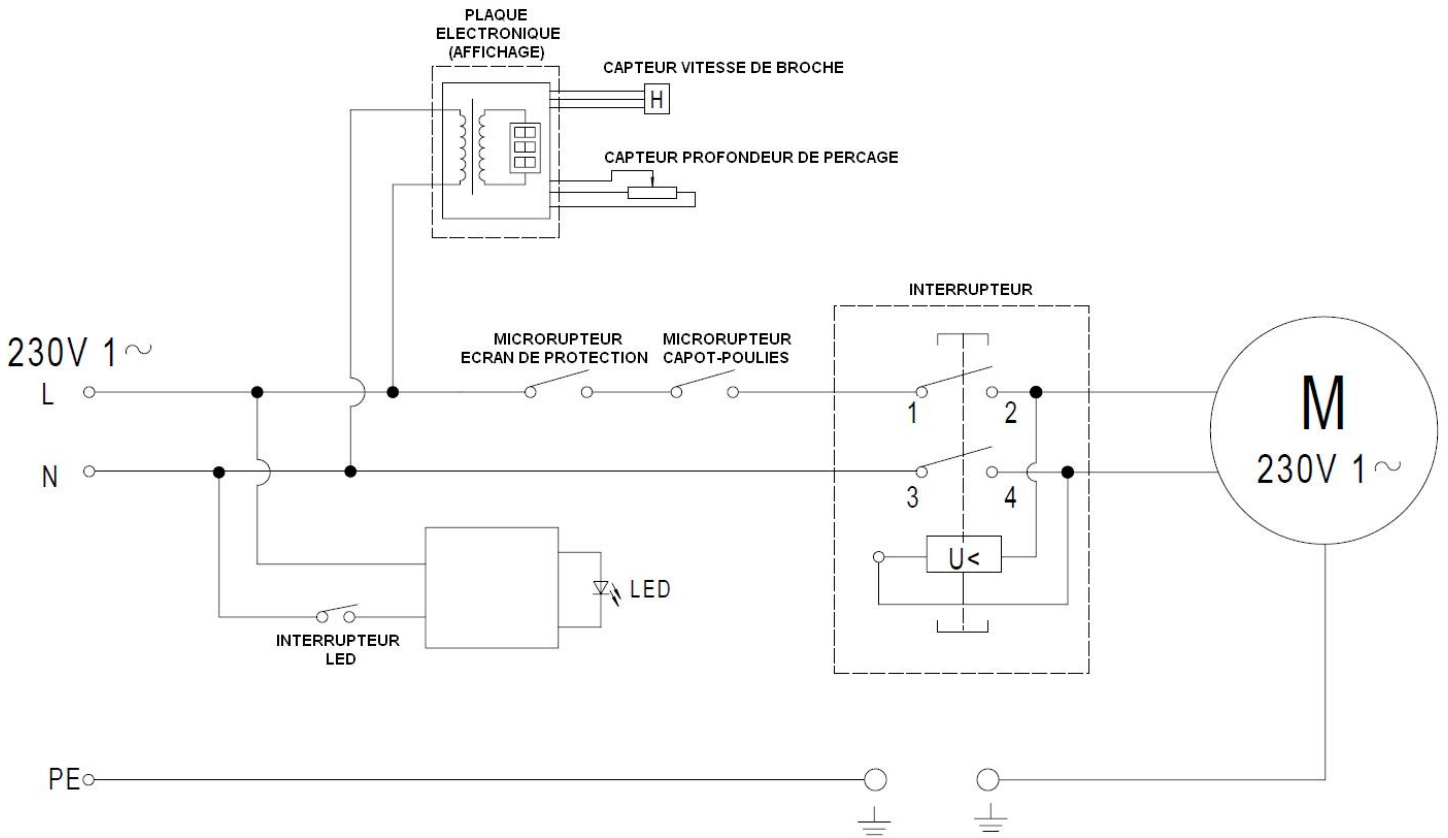 PLAQUE
ELECTRONIQUE
(AFFICHAGE)
CAPTEUR VITESSE DE BROCHE
H
CAPTEUR PROFONDEUR DE PERCAGE
INTERRUPTEUR
MICRORUPTEUR
ECRAN DE PROTECTION
MICRORUPTEUR
CAPOT-POULIES
230V 1~
L
1
2
M
230V 1~
N
3
4
U<
LED
INTERRUPTEUR
LED
PE